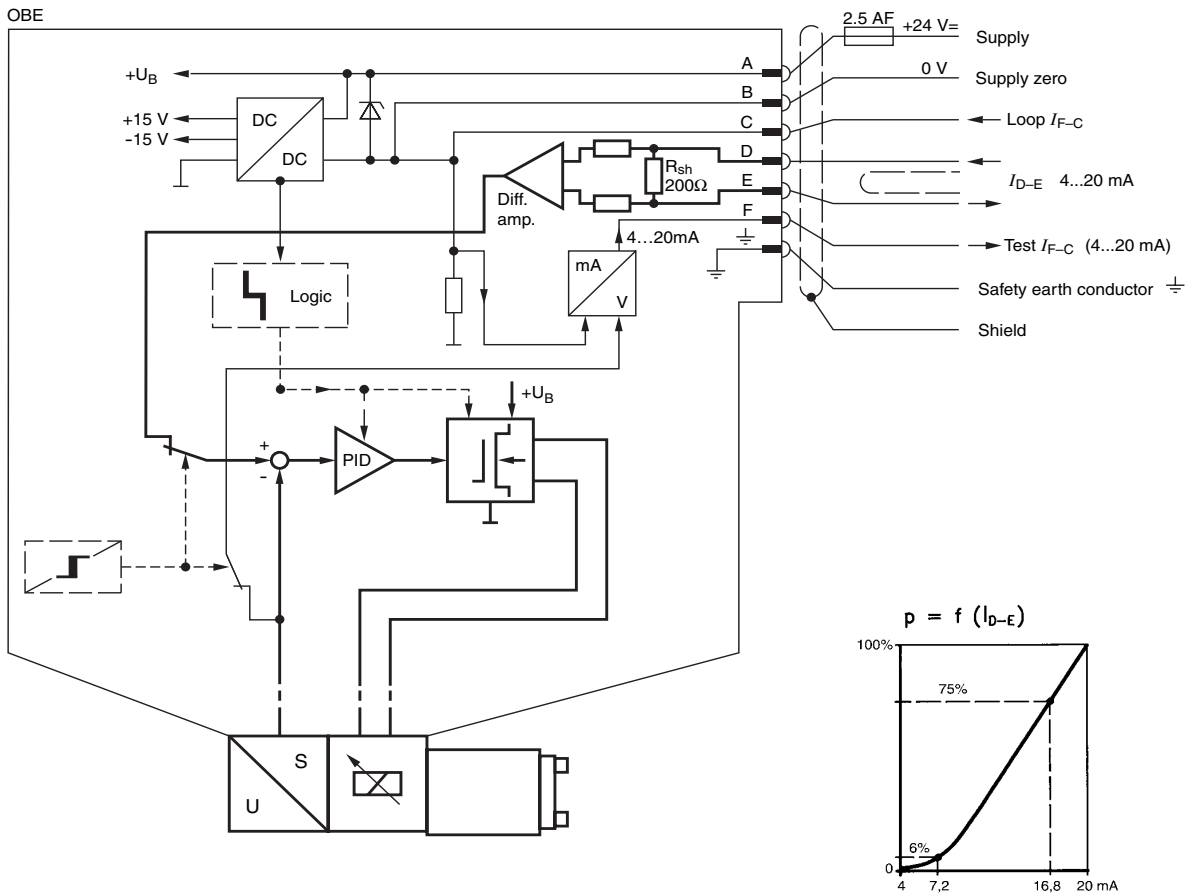 OBE
2.5 AF
+24 V=
Supply
A
+U_B
0 V
Supply zero
B
+15 V
DC
C
Loop I_F–C
-15 V
DC
D
R_sh
200Ω
I_D–E 4...20 mA
E
Diff.
amp.
F
4...20mA
Test I_F–C (4...20 mA)
mA
V
Logic
Safety earth conductor
Shield
+U_B
+
PID
-
p = f (I_D–E)
100%
75%
6%
0
4 7,2 16,8 20 mA
S
U